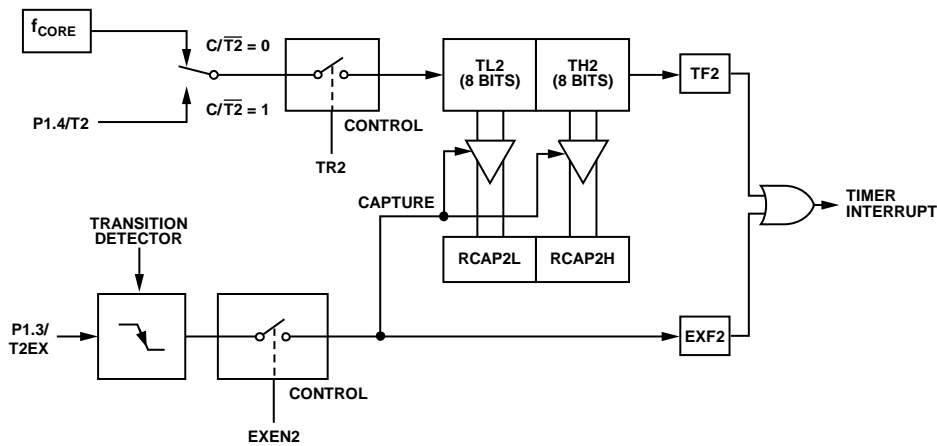 fCORE
C/T2̅ = 0
C/T2̅ = 1
P1.4/T2
CONTROL
TR2
TL2
(8 BITS)
TH2
(8 BITS)
TF2
CAPTURE
TRANSITION
DETECTOR
RCAP2L
RCAP2H
TIMER
INTERRUPT
P1.3/
T2EX
CONTROL
EXEN2
EXF2